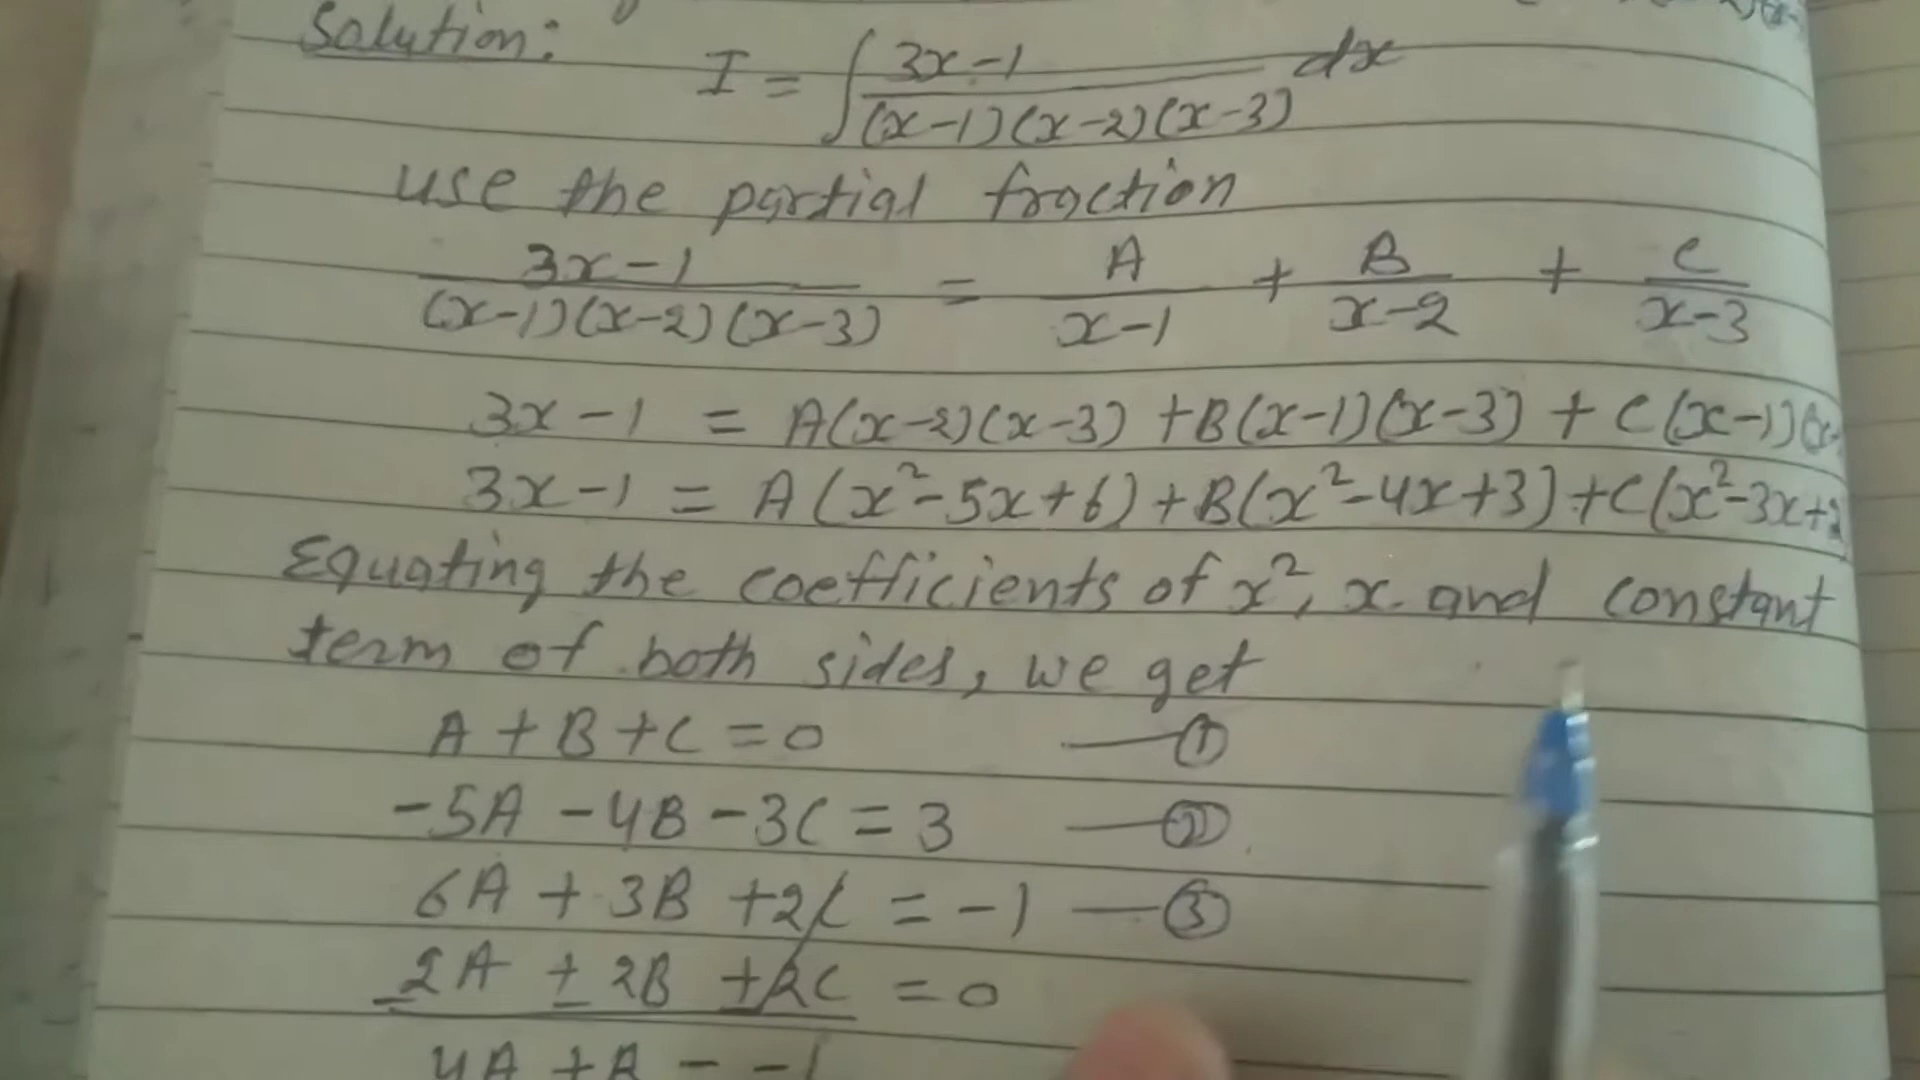 Solution:
I = ∫ (3x-1)/((x-1)(x-2)(x-3)) dx
use the partial fraction
(3x-1)/((x-1)(x-2)(x-3)) = A/(x-1) + B/(x-2) + C/(x-3)
3x-1 = A(x-2)(x-3) + B(x-1)(x-3) + C(x-1)(x-
3x-1 = A(x²-5x+6) + B(x²-4x+3) + C(x²-3x+2
Equating the coefficients of x², x and constant
term of both sides, we get
A + B + C = 0 —①
-5A - 4B - 3C = 3 —②
6A + 3B + 2C = -1 —③
2A ± 2B ± 2C = 0
4A + B = -1